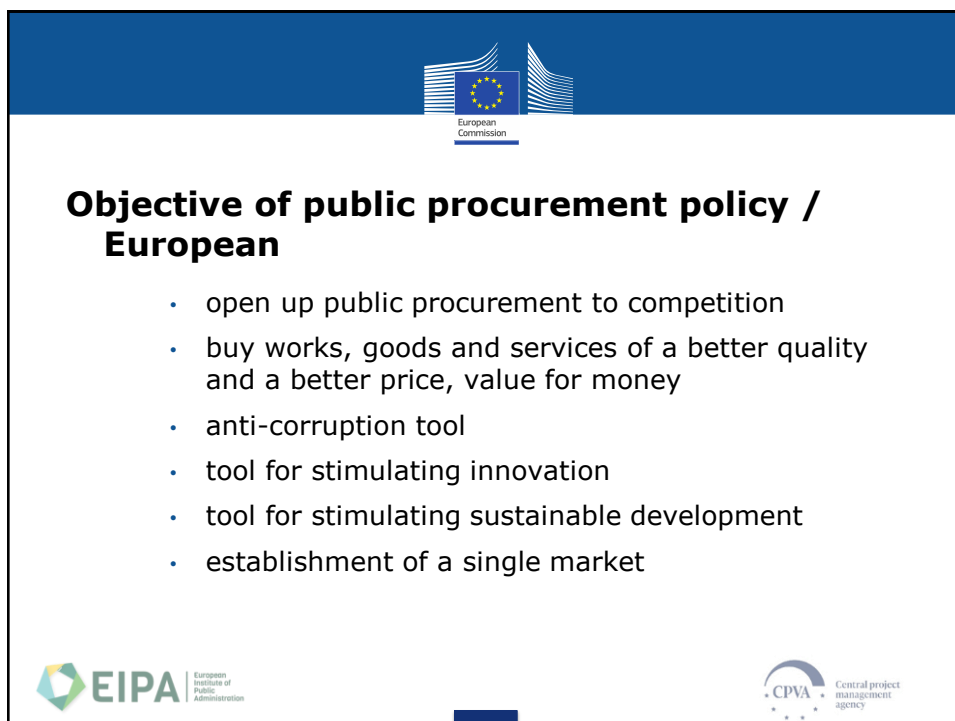 European
Commission
Objective of public procurement policy /
European
• open up public procurement to competition
• buy works, goods and services of a better quality
and a better price, value for money
• anti-corruption tool
• tool for stimulating innovation
• tool for stimulating sustainable development
• establishment of a single market
EIPA
European
Institute of
Public
Administration
CPVA
Central project
management
agency